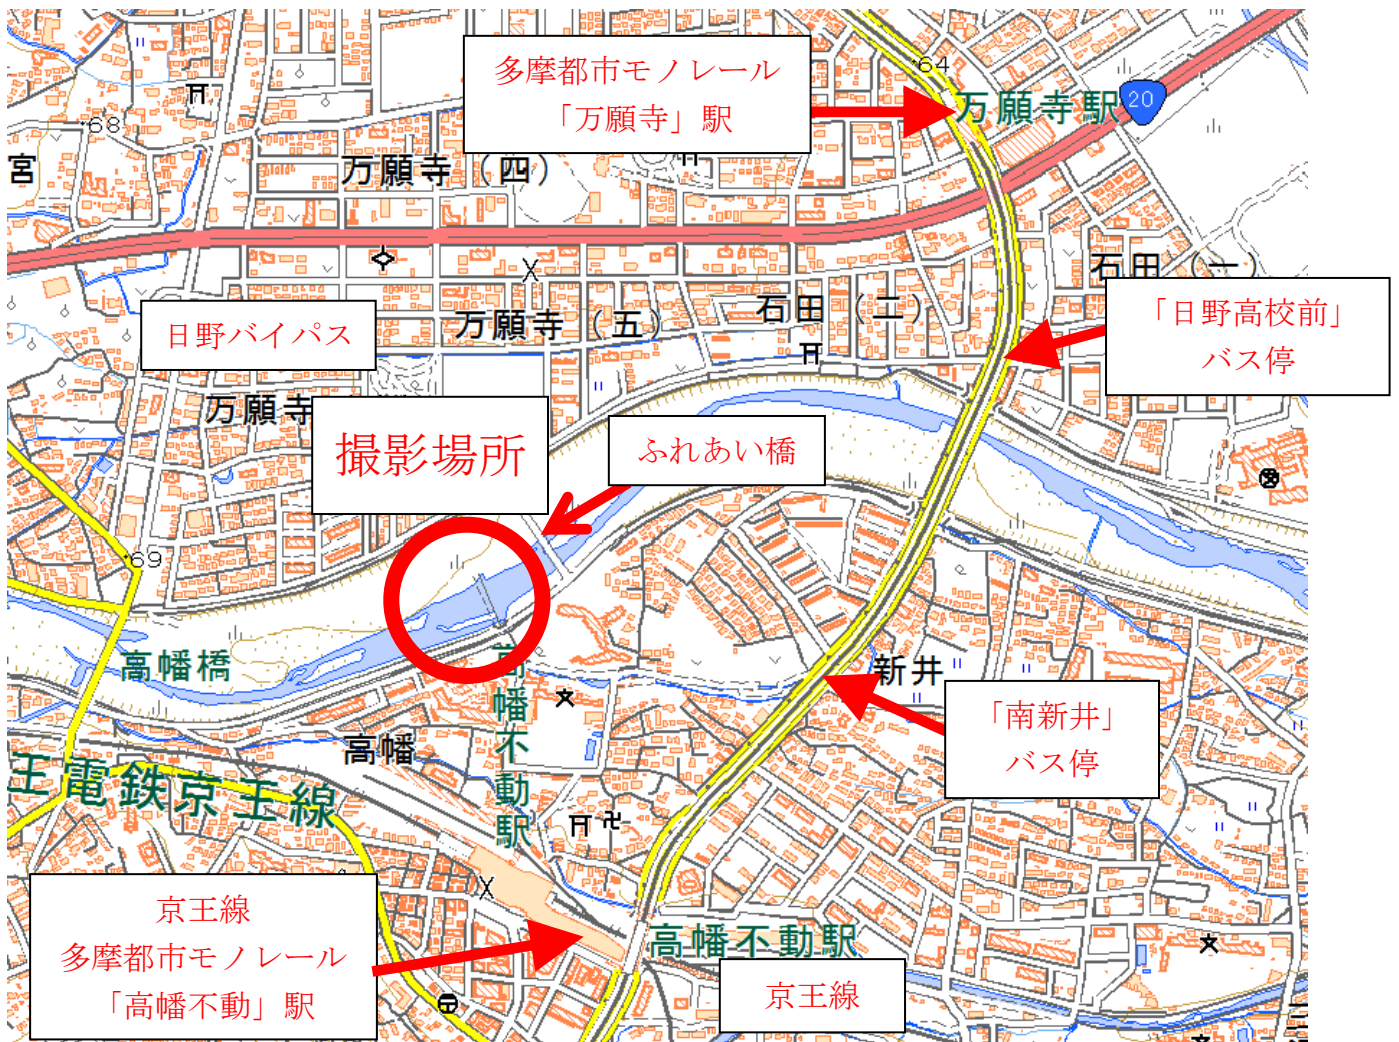 多摩都市モノレール
「万願寺」駅
64
万願寺駅
20
68
宮
万願寺（四）
石田（一）
日野バイパス
万願寺（五）
石田（二）
「日野高校前」
バス停
万願寺
撮影場所
ふれあい橋
69
高幡橋
新井
高幡不動駅
「南新井」
バス停
高幡
王電鉄京王線
京王線
多摩都市モノレール
「高幡不動」駅
高幡不動駅
京王線